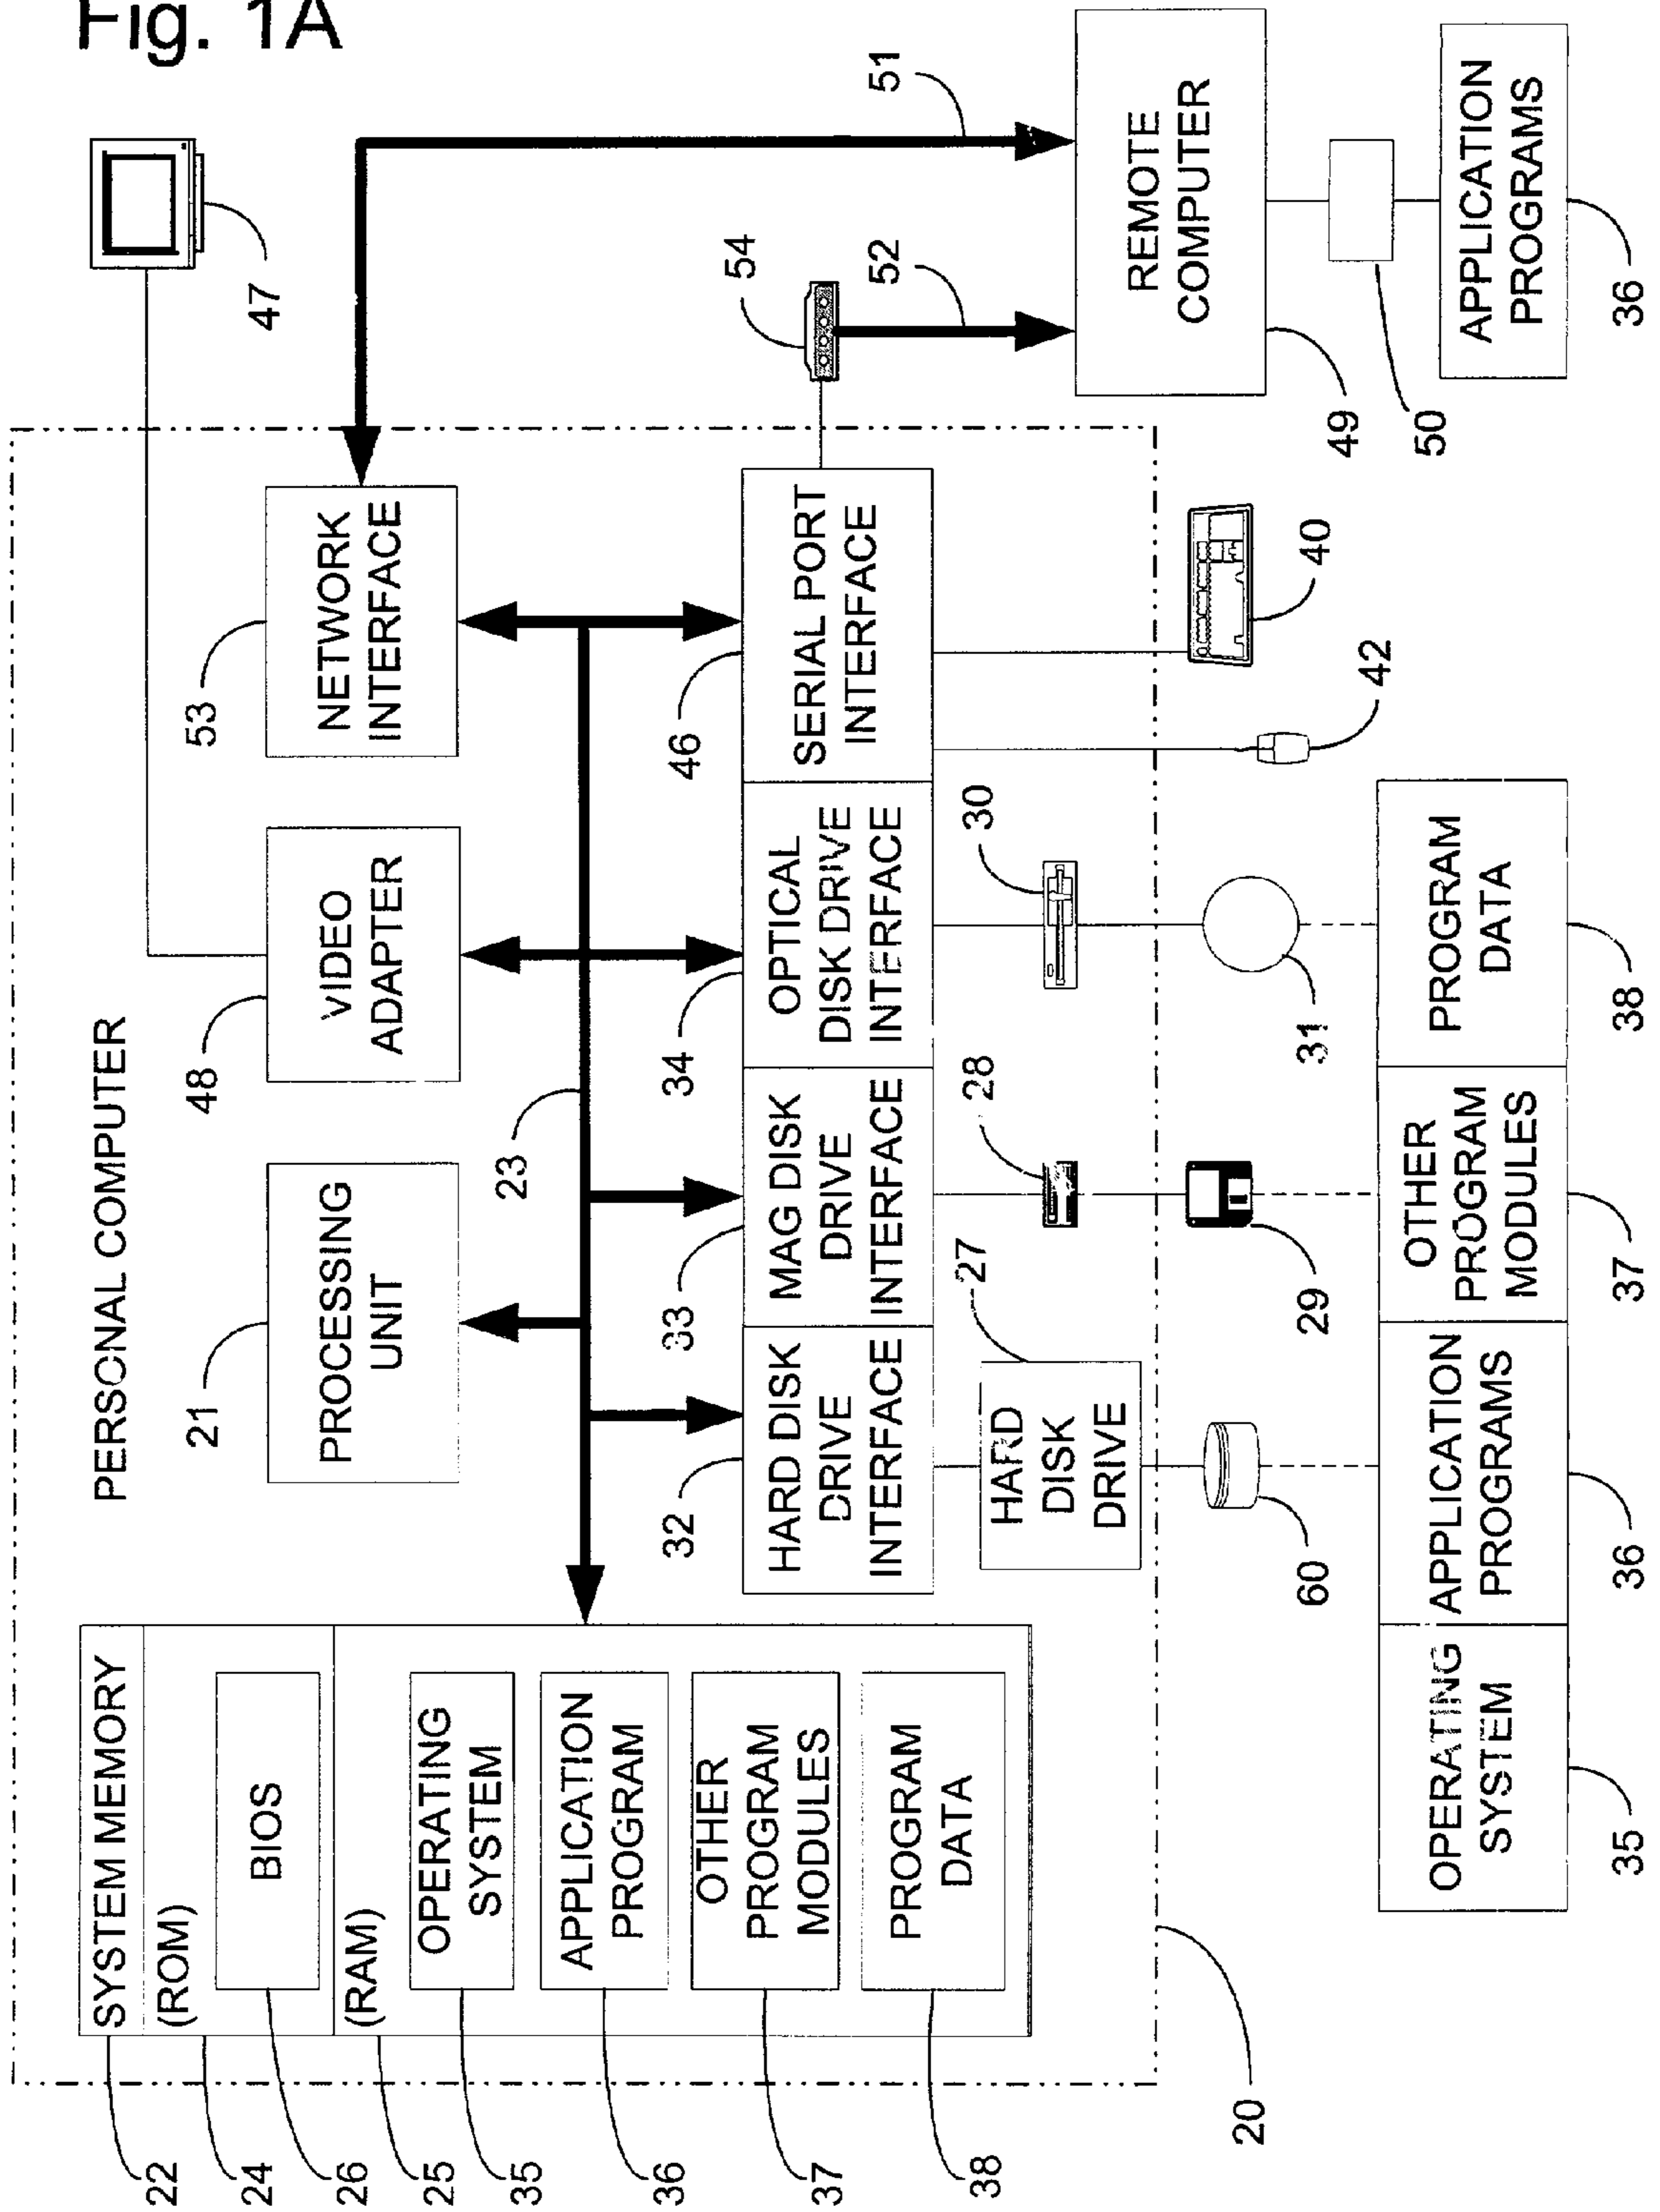 Fig. 1A
PERSONAL COMPUTER
22
SYSTEM MEMORY
24
(ROM)
26
BIOS
25
(RAM)
35
OPERATING
SYSTEM
36
APPLICATION
PROGRAM
37
OTHER
PROGRAM
MODULES
38
PROGRAM
DATA
21
PROCESSING
UNIT
48
VIDEO
ADAPTER
53
NETWORK
INTERFACE
47
23
32
HARD DISK
DRIVE
INTERFACE
33
MAG DISK
DRIVE
INTERFACE
34
OPTICAL
DISK DRIVE
INTERFACE
46
SERIAL PORT
INTERFACE
54
52
51
27
HARD
DISK
DRIVE
28
30
20
60
29
31
42
40
REMOTE
COMPUTER
49
50
OPERATING
SYSTEM
35
APPLICATION
PROGRAMS
36
OTHER
PROGRAM
MODULES
37
PROGRAM
DATA
38
APPLICATION
PROGRAMS
36